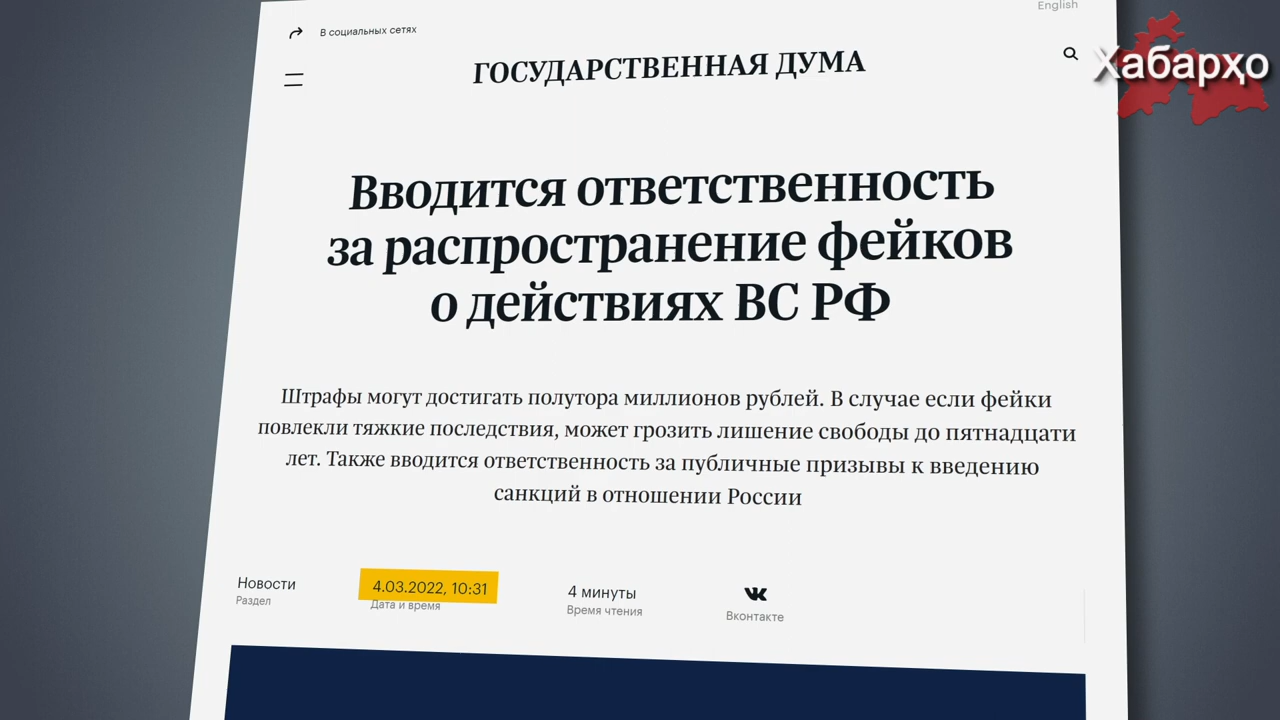 English
В социальных сетях
ГОСУДАРСТВЕННАЯ ДУМА
Хабарҳо
Вводится ответственность
за распространение фейков
о действиях ВС РФ
Штрафы могут достигать полутора миллионов рублей. В случае если фейки
повлекли тяжкие последствия, может грозить лишение свободы до пятнадцати
лет. Также вводится ответственность за публичные призывы к введению
санкций в отношении России
Новости
Раздел
4.03.2022, 10:31
Дата и время
4 минуты
Время чтения
Вконтакте